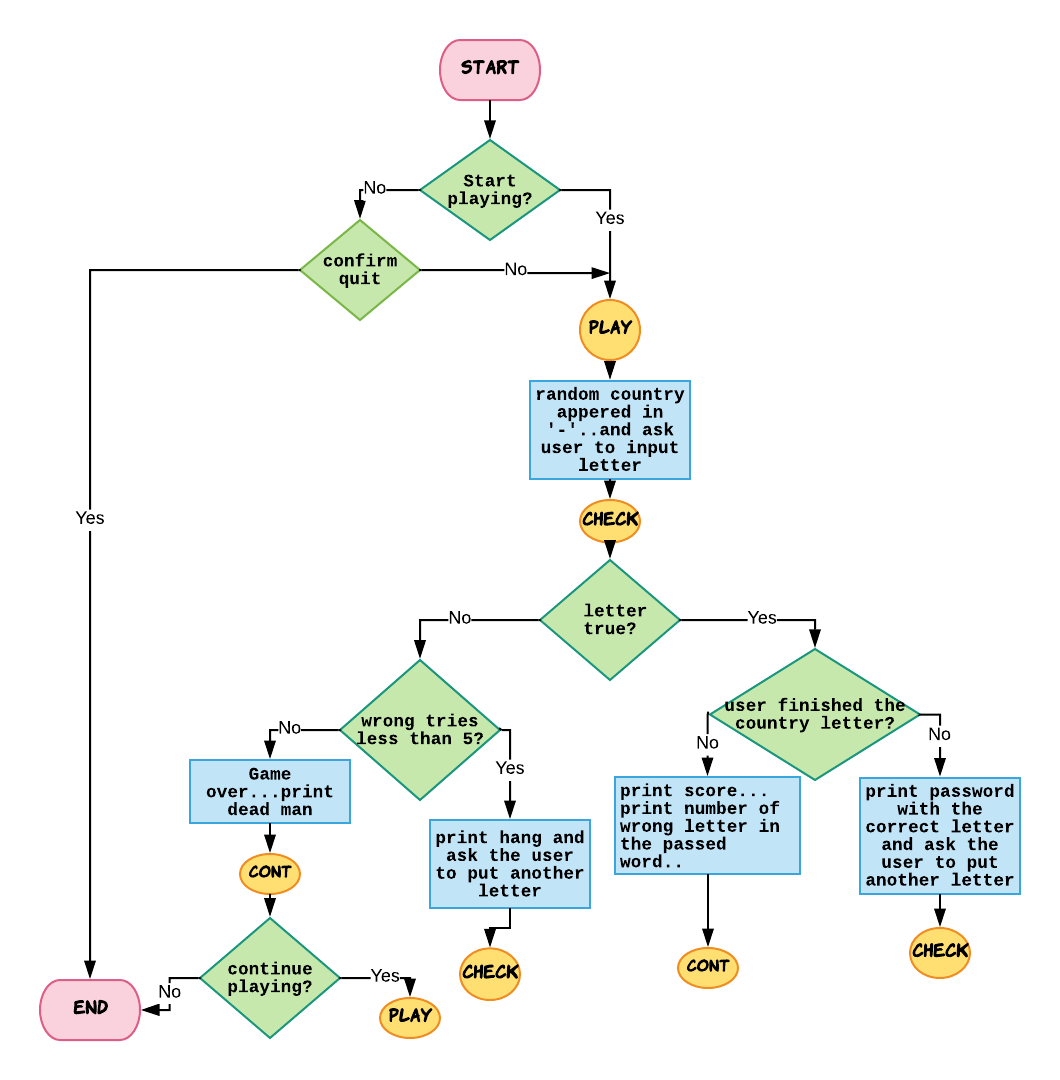 START
Start
playing?
No
Yes
confirm
quit
No
PLAY
random country
appered in
'-'..and ask
user to input
letter
CHECK
Yes
letter
true?
No
Yes
wrong tries
less than 5?
user finished the
country letter?
No
Yes
No
No
Game
over...print
dead man
print hang and
ask the user
to put another
letter
print score...
print number of
wrong letter in
the passed
word..
print password
with the
correct letter
and ask the
user to put
another letter
CONT
CHECK
CONT
CHECK
continue
playing?
No
Yes
END
PLAY